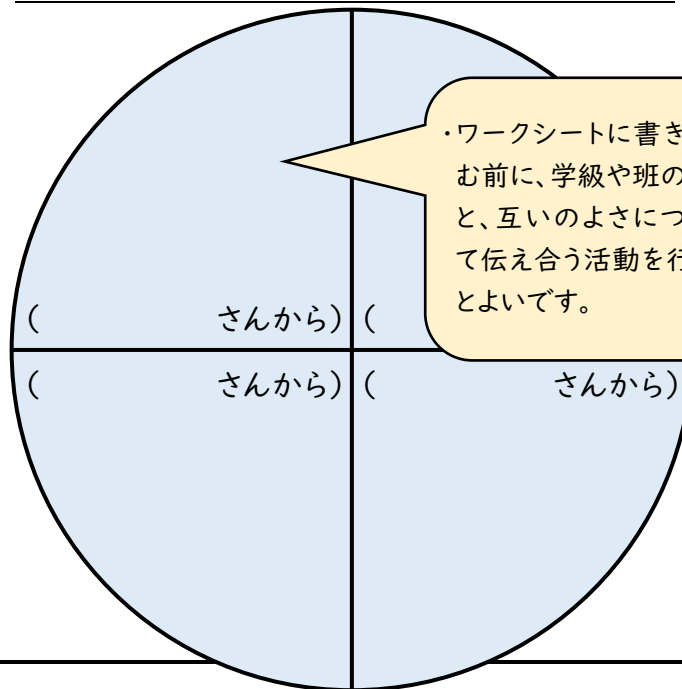 ・ワークシートに書き
む前に、学級や班の
と、互いのよさにつ
て伝え合う活動を行
とよいです。
( さんから) (
( さんから) ( さんから)